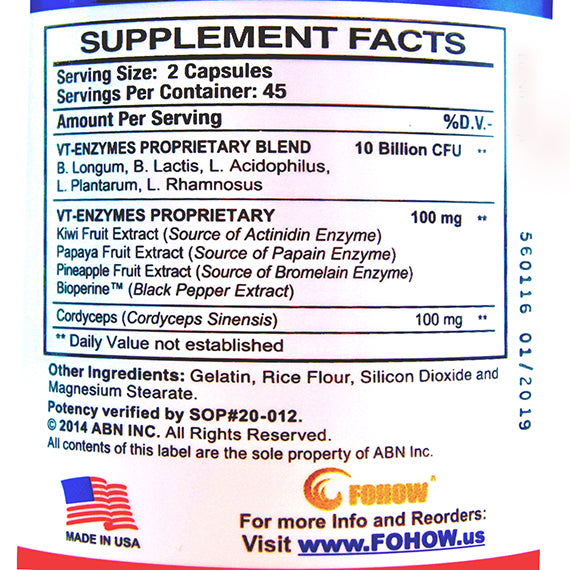 SUPPLEMENT FACTS
Serving Size: 2 Capsules
Servings Per Container: 45
Amount Per Serving %D.V.-
VT-ENZYMES PROPRIETARY BLEND 10 Billion CFU **
B. Longum, B. Lactis, L. Acidophilus,
L. Plantarum, L. Rhamnosus
VT-ENZYMES PROPRIETARY 100 mg **
Kiwi Fruit Extract (Source of Actinidin Enzyme)
Papaya Fruit Extract (Source of Papain Enzyme)
Pineapple Fruit Extract (Source of Bromelain Enzyme)
Bioperine™ (Black Pepper Extract)
Cordyceps (Cordyceps Sinensis) 100 mg **
** Daily Value not established
Other Ingredients: Gelatin, Rice Flour, Silicon Dioxide and
Magnesium Stearate.
Potency verified by SOP#20-012.
© 2014 ABN INC. All Rights Reserved.
All contents of this label are the sole property of ABN Inc.
560116 01/2019
MADE IN USA
FOHOW
For more Info and Reorders:
Visit www.FOHOW.us